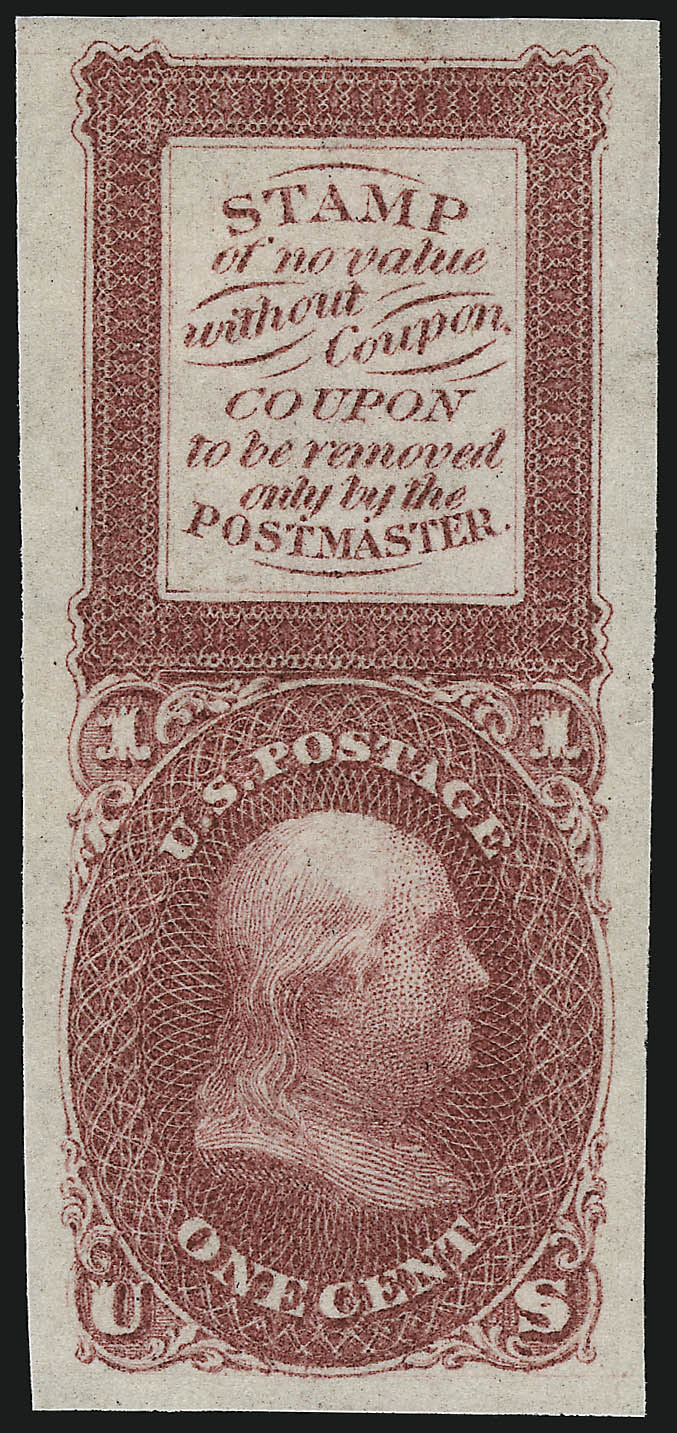 STAMP
of no value
without
Coupon.
COUPON
to be removed
only by the
POSTMASTER.
1 1
U.S. POSTAGE
ONE CENT
U S